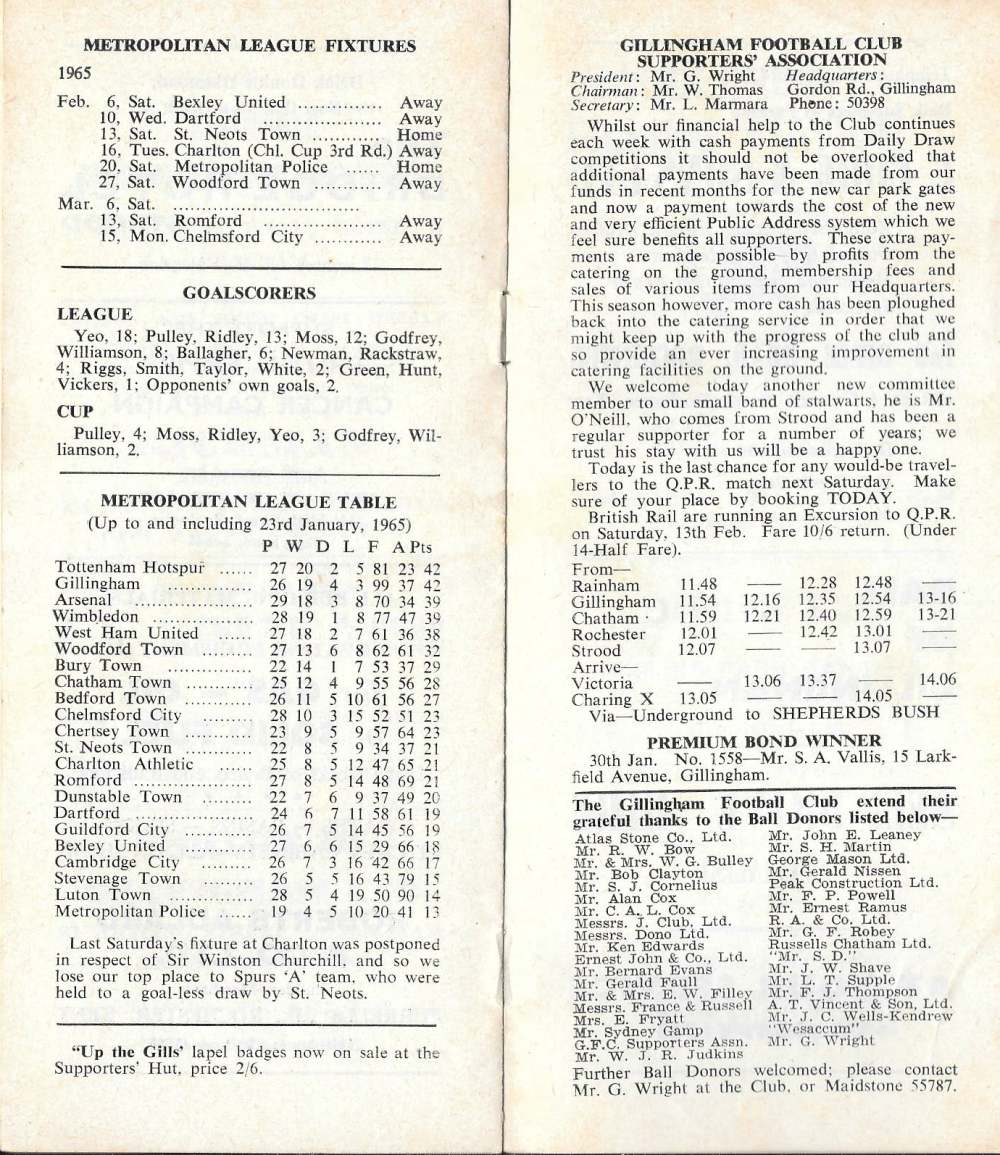 METROPOLITAN LEAGUE FIXTURES
1965
Feb. 6, Sat. Bexley United .............. Away
10, Wed. Dartford .................... Away
13, Sat. St. Neots Town ............ Home
16, Tues. Charlton (Chl. Cup 3rd Rd.) Away
20, Sat. Metropolitan Police ...... Home
27, Sat. Woodford Town ............ Away
Mar. 6, Sat. ................................
13, Sat. Romford .................... Away
15, Mon. Chelmsford City ............ Away
GOALSCORERS
LEAGUE
Yeo, 18; Pulley, Ridley, 13; Moss, 12; Godfrey,
Williamson, 8; Ballagher, 6; Newman, Rackstraw,
4; Riggs, Smith, Taylor, White, 2; Green, Hunt,
Vickers, 1; Opponents' own goals, 2.
CUP
Pulley, 4; Moss, Ridley, Yeo, 3; Godfrey, Wil-
liamson, 2.
METROPOLITAN LEAGUE TABLE
(Up to and including 23rd January, 1965)
P W D L F A Pts
Tottenham Hotspur ...... 27 20 2 5 81 23 42
Gillingham .................. 26 19 4 3 99 37 42
Arsenal ..................... 29 18 3 8 70 34 39
Wimbledon .................. 28 19 1 8 77 47 39
West Ham United ...... 27 18 2 7 61 36 38
Woodford Town ......... 27 13 6 8 62 61 32
Bury Town ............... 22 14 1 7 53 37 29
Chatham Town ............ 25 12 4 9 55 56 28
Bedford Town ............ 26 11 5 10 61 56 27
Chelmsford City ......... 28 10 3 15 52 51 23
Chertsey Town ............ 23 9 5 9 57 64 23
St. Neots Town ............ 22 8 5 9 34 37 21
Charlton Athletic ...... 25 8 5 12 47 65 21
Romford ..................... 27 8 5 14 48 69 21
Dunstable Town ......... 22 7 6 9 37 49 20
Dartford ..................... 24 6 7 11 58 61 19
Guildford City ............ 26 7 5 14 45 56 19
Bexley United ............ 27 6 6 15 29 66 18
Cambridge City ......... 26 7 3 16 42 66 17
Stevenage Town ......... 26 5 5 16 43 79 15
Luton Town ............... 28 5 4 19 50 90 14
Metropolitan Police ...... 19 4 5 10 20 41 13
Last Saturday's fixture at Charlton was postponed
in respect of Sir Winston Churchill, and so we
lose our top place to Spurs 'A' team, who were
held to a goal-less draw by St. Neots.
"Up the Gills' lapel badges now on sale at the
Supporters' Hut, price 2/6.
GILLINGHAM FOOTBALL CLUB
SUPPORTERS' ASSOCIATION
President: Mr. G. Wright Headquarters:
Chairman: Mr. W. Thomas Gordon Rd., Gillingham
Secretary: Mr. L. Marmara Phone: 50398
Whilst our financial help to the Club continues
each week with cash payments from Daily Draw
competitions it should not be overlooked that
additional payments have been made from our
funds in recent months for the new car park gates
and now a payment towards the cost of the new
and very efficient Public Address system which we
feel sure benefits all supporters. These extra pay-
ments are made possible by profits from the
catering on the ground, membership fees and
sales of various items from our Headquarters.
This season however, more cash has been ploughed
back into the catering service in order that we
might keep up with the progress of the club and
so provide an ever increasing improvement in
catering facilities on the ground.
We welcome today another new committee
member to our small band of stalwarts, he is Mr.
O'Neill, who comes from Strood and has been a
regular supporter for a number of years; we
trust his stay with us will be a happy one.
Today is the last chance for any would-be travel-
lers to the Q.P.R. match next Saturday. Make
sure of your place by booking TODAY.
British Rail are running an Excursion to Q.P.R.
on Saturday, 13th Feb. Fare 10/6 return. (Under
14-Half Fare).
From—
Rainham 11.48 — 12.28 12.48 —
Gillingham 11.54 12.16 12.35 12.54 13-16
Chatham 11.59 12.21 12.40 12.59 13-21
Rochester 12.01 — 12.42 13.01 —
Strood 12.07 — — 13.07 —
Arrive—
Victoria — 13.06 13.37 — 14.06
Charing X 13.05 — — 14.05 —
Via—Underground to SHEPHERDS BUSH
PREMIUM BOND WINNER
30th Jan. No. 1558—Mr. S. A. Vallis, 15 Lark-
field Avenue, Gillingham.
The Gillingham Football Club extend their
grateful thanks to the Ball Donors listed below—
Atlas Stone Co., Ltd.
Mr. R. W. Bow
Mr. & Mrs. W. G. Bulley
Mr. Bob Clayton
Mr. S. J. Cornelius
Mr. Alan Cox
Mr. C. A. L. Cox
Messrs. J. Club, Ltd.
Messrs. Dono Ltd.
Mr. Ken Edwards
Ernest John & Co., Ltd.
Mr. Bernard Evans
Mr. Gerald Faull
Mr. & Mrs. E. W. Filley
Messrs. France & Russell
Mrs. E. Fryatt
Mr. Sydney Gamp
G.F.C. Supporters Assn.
Mr. W. J. R. Judkins
Mr. John E. Leaney
Mr. S. H. Martin
George Mason Ltd.
Mr. Gerald Nissen
Peak Construction Ltd.
Mr. F. P. Powell
Mr. Ernest Ramus
R. A. & Co. Ltd.
Mr. G. F. Robey
Russells Chatham Ltd.
"Mr. S. D."
Mr. J. W. Shave
Mr. L. T. Supple
Mr. F. J. Thompson
A. T. Vincent & Son, Ltd.
Mr. J. C. Wells-Kendrew
"Wesaccum"
Mr. G. Wright
Further Ball Donors welcomed; please contact
Mr. G. Wright at the Club, or Maidstone 55787.